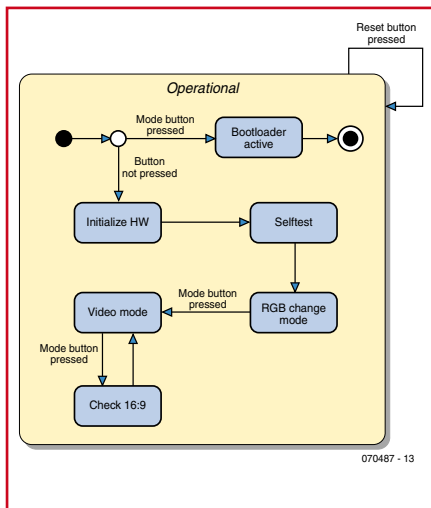 Reset button
pressed
Operational
Mode button
pressed
Bootloader
active
Button
not pressed
Initialize HW
Selftest
Mode button
pressed
Video mode
RGB change
mode
Mode button
pressed
Check 16:9
070487 - 13